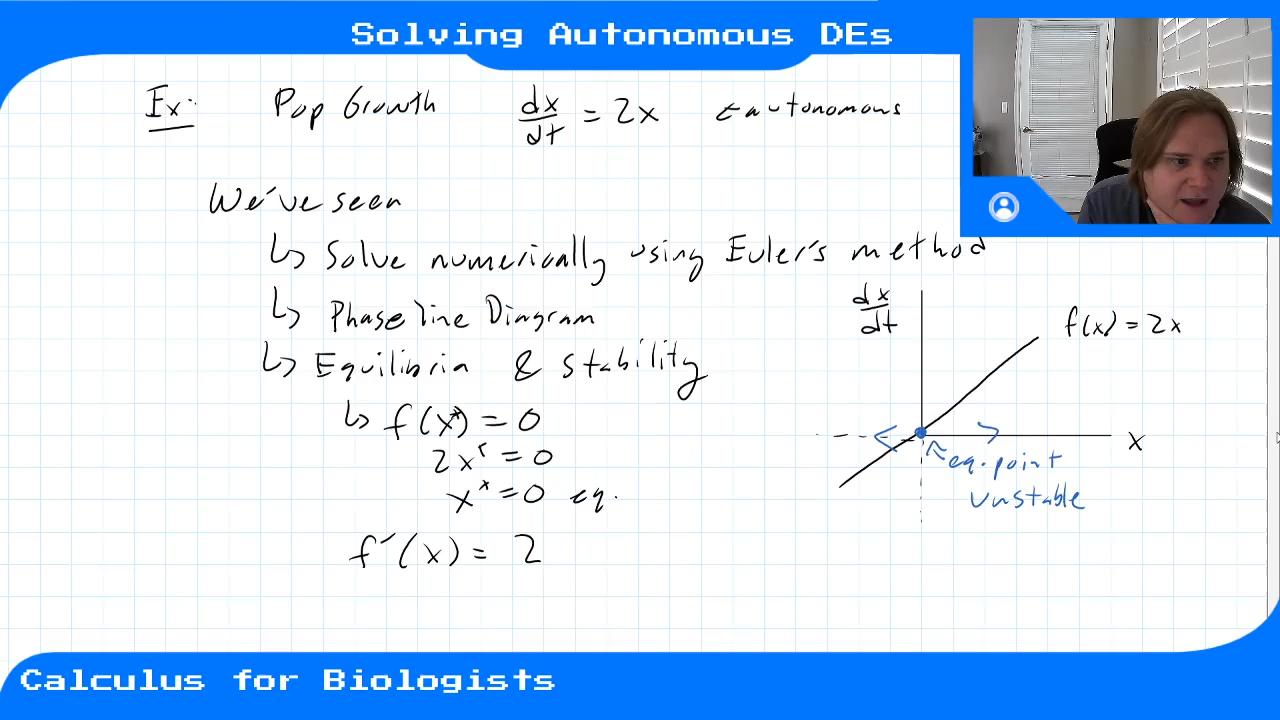 Solving Autonomous DEs
Ex: Pop Growth dx/dt = 2x ← autonomous
We've seen
↳ Solve numerically using Euler's method
↳ Phase line Diagram
↳ Equilibria & stability
↳ f(x*) = 0
2x* = 0
x* = 0 eq.
f'(x) = 2
dx/dt
f(x) = 2x
x
↖ eq. point
unstable
Calculus for Biologists